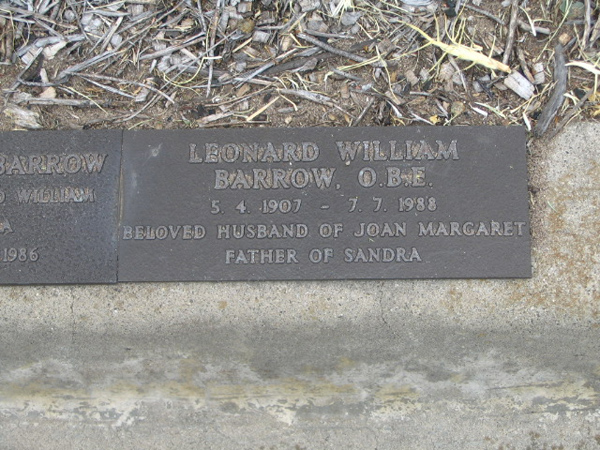 BARROW
WILLIAM
A
1986
LEONARD WILLIAM
BARROW, O.B.E.
5. 4. 1907 - 7. 7. 1988
BELOVED HUSBAND OF JOAN MARGARET
FATHER OF SANDRA